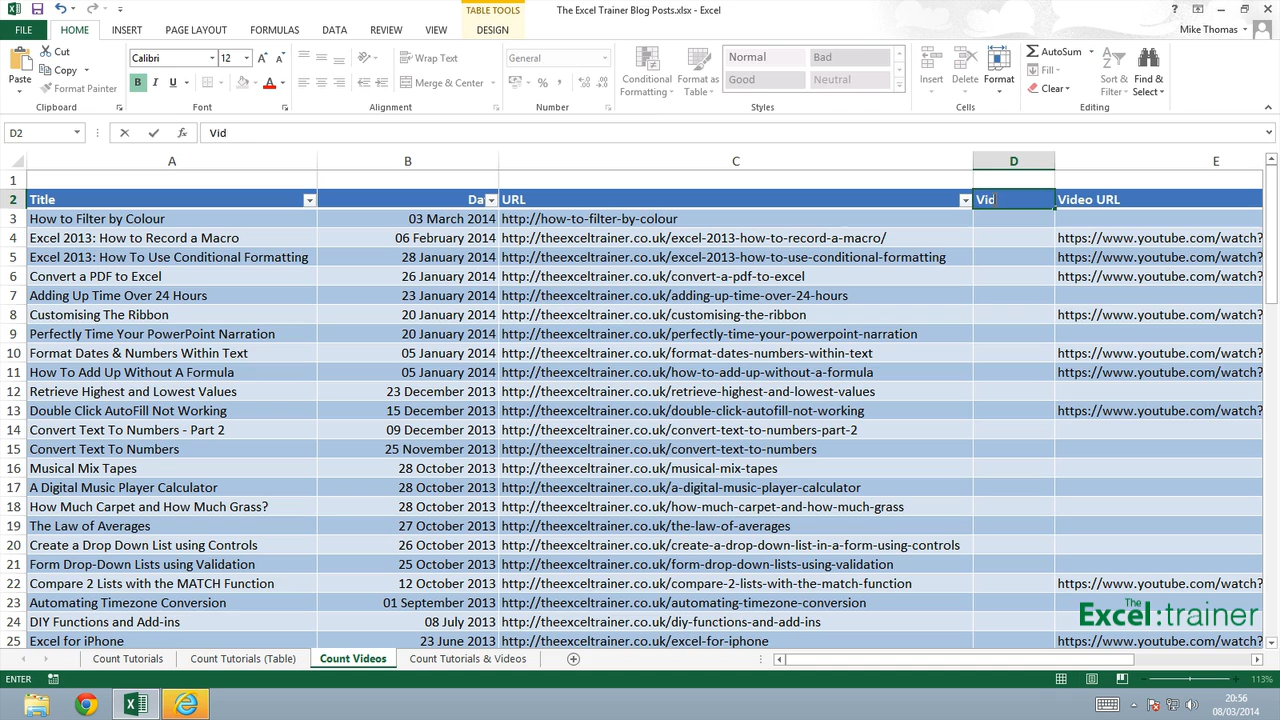 TABLE TOOLS
The Excel Trainer Blog Posts.xlsx - Excel
FILE HOME INSERT PAGE LAYOUT FORMULAS DATA REVIEW VIEW DESIGN Mike Thomas
Paste
Cut
Copy
Format Painter
Clipboard
Calibri 12
B I U
Font
Wrap Text
Merge & Center
Alignment
General
Number
Conditional Formatting
Format as Table
Normal Bad
Good Neutral
Styles
Insert Delete Format
Cells
AutoSum
Fill
Clear
Sort & Filter
Find & Select
Editing
D2 Vid
A B C D E
1
2 Title Da URL Vid Video URL
3 How to Filter by Colour 03 March 2014 http://how-to-filter-by-colour
4 Excel 2013: How to Record a Macro 06 February 2014 http://theexceltrainer.co.uk/excel-2013-how-to-record-a-macro/ https://www.youtube.com/watch?
5 Excel 2013: How To Use Conditional Formatting 28 January 2014 http://theexceltrainer.co.uk/excel-2013-how-to-use-conditional-formatting https://www.youtube.com/watch?
6 Convert a PDF to Excel 26 January 2014 http://theexceltrainer.co.uk/convert-a-pdf-to-excel https://www.youtube.com/watch?
7 Adding Up Time Over 24 Hours 23 January 2014 http://theexceltrainer.co.uk/adding-up-time-over-24-hours
8 Customising The Ribbon 20 January 2014 http://theexceltrainer.co.uk/customising-the-ribbon https://www.youtube.com/watch?
9 Perfectly Time Your PowerPoint Narration 20 January 2014 http://theexceltrainer.co.uk/perfectly-time-your-powerpoint-narration
10 Format Dates & Numbers Within Text 05 January 2014 http://theexceltrainer.co.uk/format-dates-numbers-within-text https://www.youtube.com/watch?
11 How To Add Up Without A Formula 05 January 2014 http://theexceltrainer.co.uk/how-to-add-up-without-a-formula https://www.youtube.com/watch?
12 Retrieve Highest and Lowest Values 23 December 2013 http://theexceltrainer.co.uk/retrieve-highest-and-lowest-values
13 Double Click AutoFill Not Working 15 December 2013 http://theexceltrainer.co.uk/double-click-autofill-not-working https://www.youtube.com/watch?
14 Convert Text To Numbers - Part 2 09 December 2013 http://theexceltrainer.co.uk/convert-text-to-numbers-part-2
15 Convert Text To Numbers 25 November 2013 http://theexceltrainer.co.uk/convert-text-to-numbers
16 Musical Mix Tapes 28 October 2013 http://theexceltrainer.co.uk/musical-mix-tapes
17 A Digital Music Player Calculator 28 October 2013 http://theexceltrainer.co.uk/a-digital-music-player-calculator
18 How Much Carpet and How Much Grass? 28 October 2013 http://theexceltrainer.co.uk/how-much-carpet-and-how-much-grass
19 The Law of Averages 27 October 2013 http://theexceltrainer.co.uk/the-law-of-averages
20 Create a Drop Down List using Controls 26 October 2013 http://theexceltrainer.co.uk/create-a-drop-down-list-in-a-form-using-controls
21 Form Drop-Down Lists using Validation 25 October 2013 http://theexceltrainer.co.uk/form-drop-down-lists-using-validation
22 Compare 2 Lists with the MATCH Function 12 October 2013 http://theexceltrainer.co.uk/compare-2-lists-with-the-match-function https://www.youtube.com/watch?
23 Automating Timezone Conversion 01 September 2013 http://theexceltrainer.co.uk/automating-timezone-conversion
24 DIY Functions and Add-ins 08 July 2013 http://theexceltrainer.co.uk/diy-functions-and-add-ins
25 Excel for iPhone 23 June 2013 http://theexceltrainer.co.uk/excel-for-iphone https://www.youtube.com/watch?
The
Excel:trainer
Count Tutorials Count Tutorials (Table) Count Videos Count Tutorials & Videos
ENTER 113%
20:56
08/03/2014